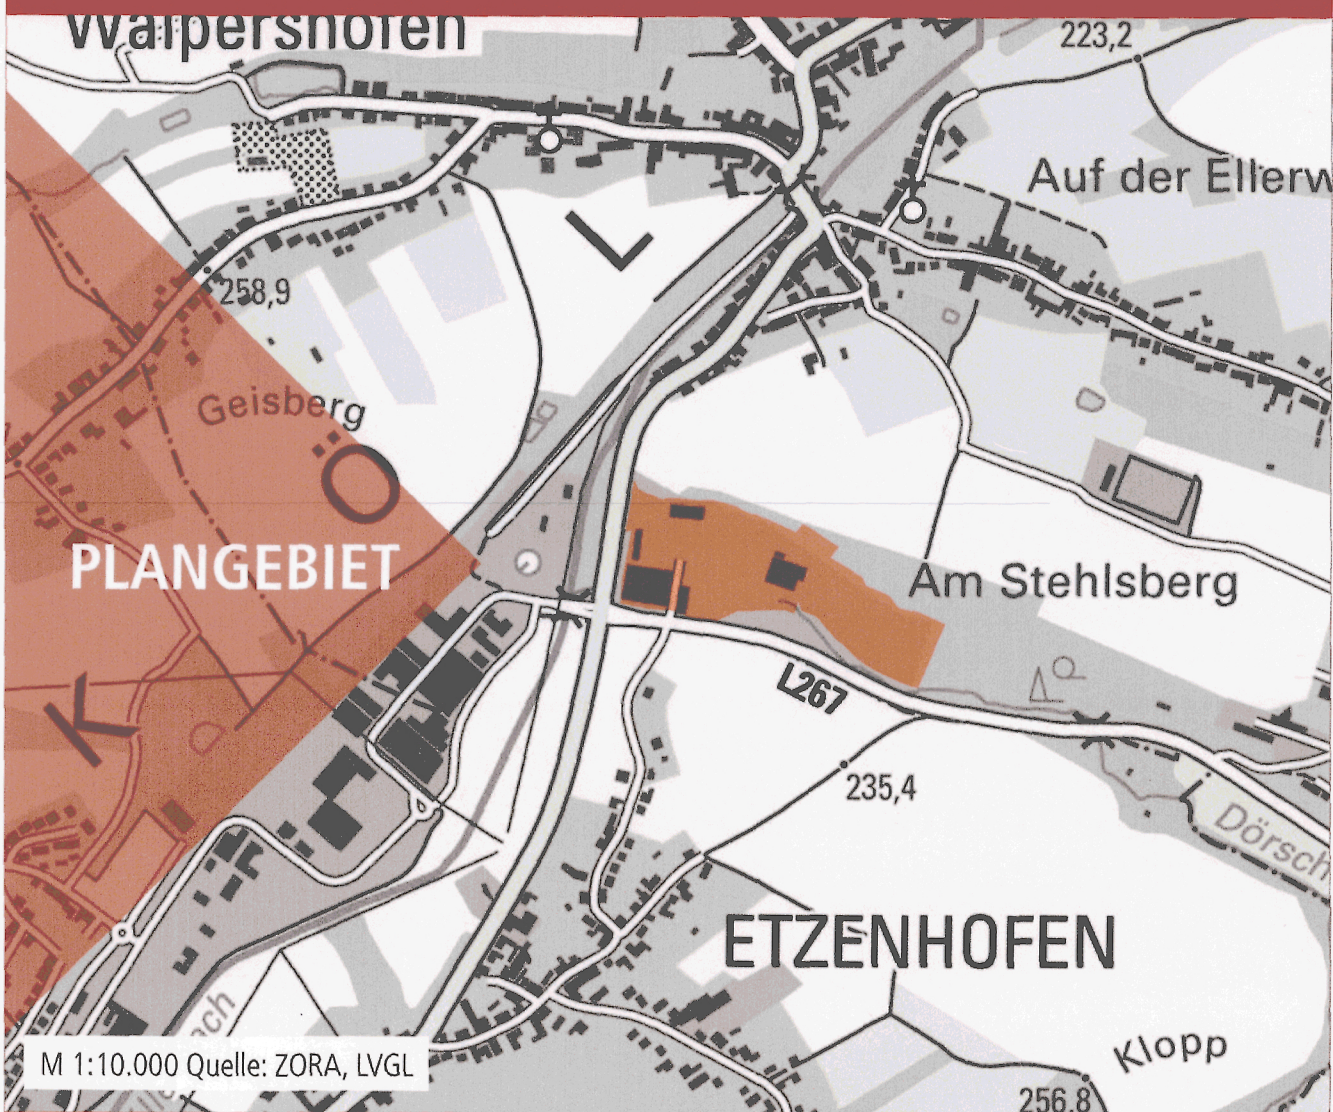 Walpershofen
223,2
Auf der Ellerw
L
258,9
Geisberg
O
PLANGEBIET
Am Stehlsberg
K
L267
235,4
Dörsch
ETZENHOFEN
Klopp
M 1:10.000 Quelle: ZORA, LVGL
256,8